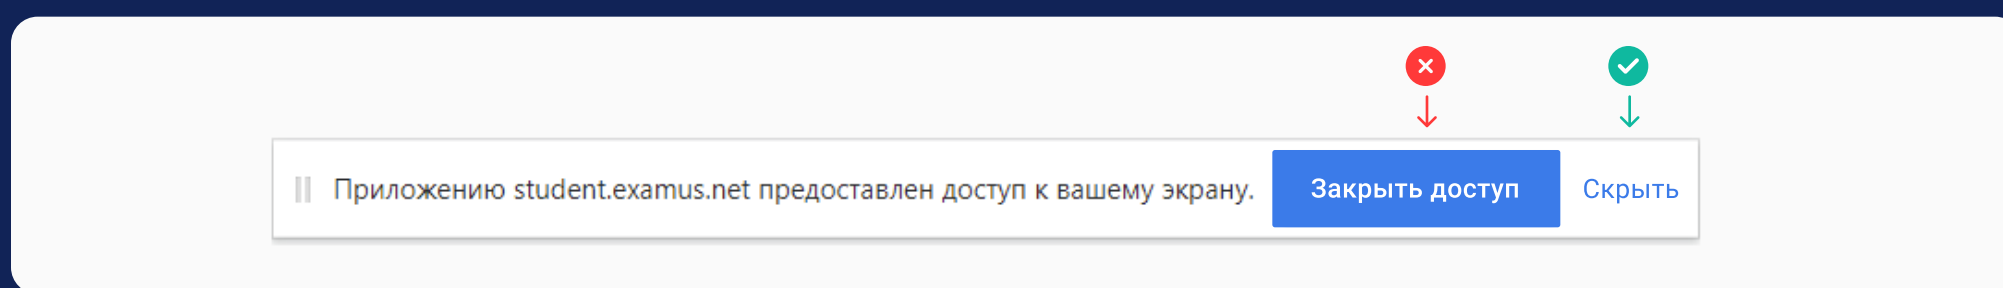 Приложению student.examus.net предоставлен доступ к вашему экрану. Закрыть доступ Скрыть